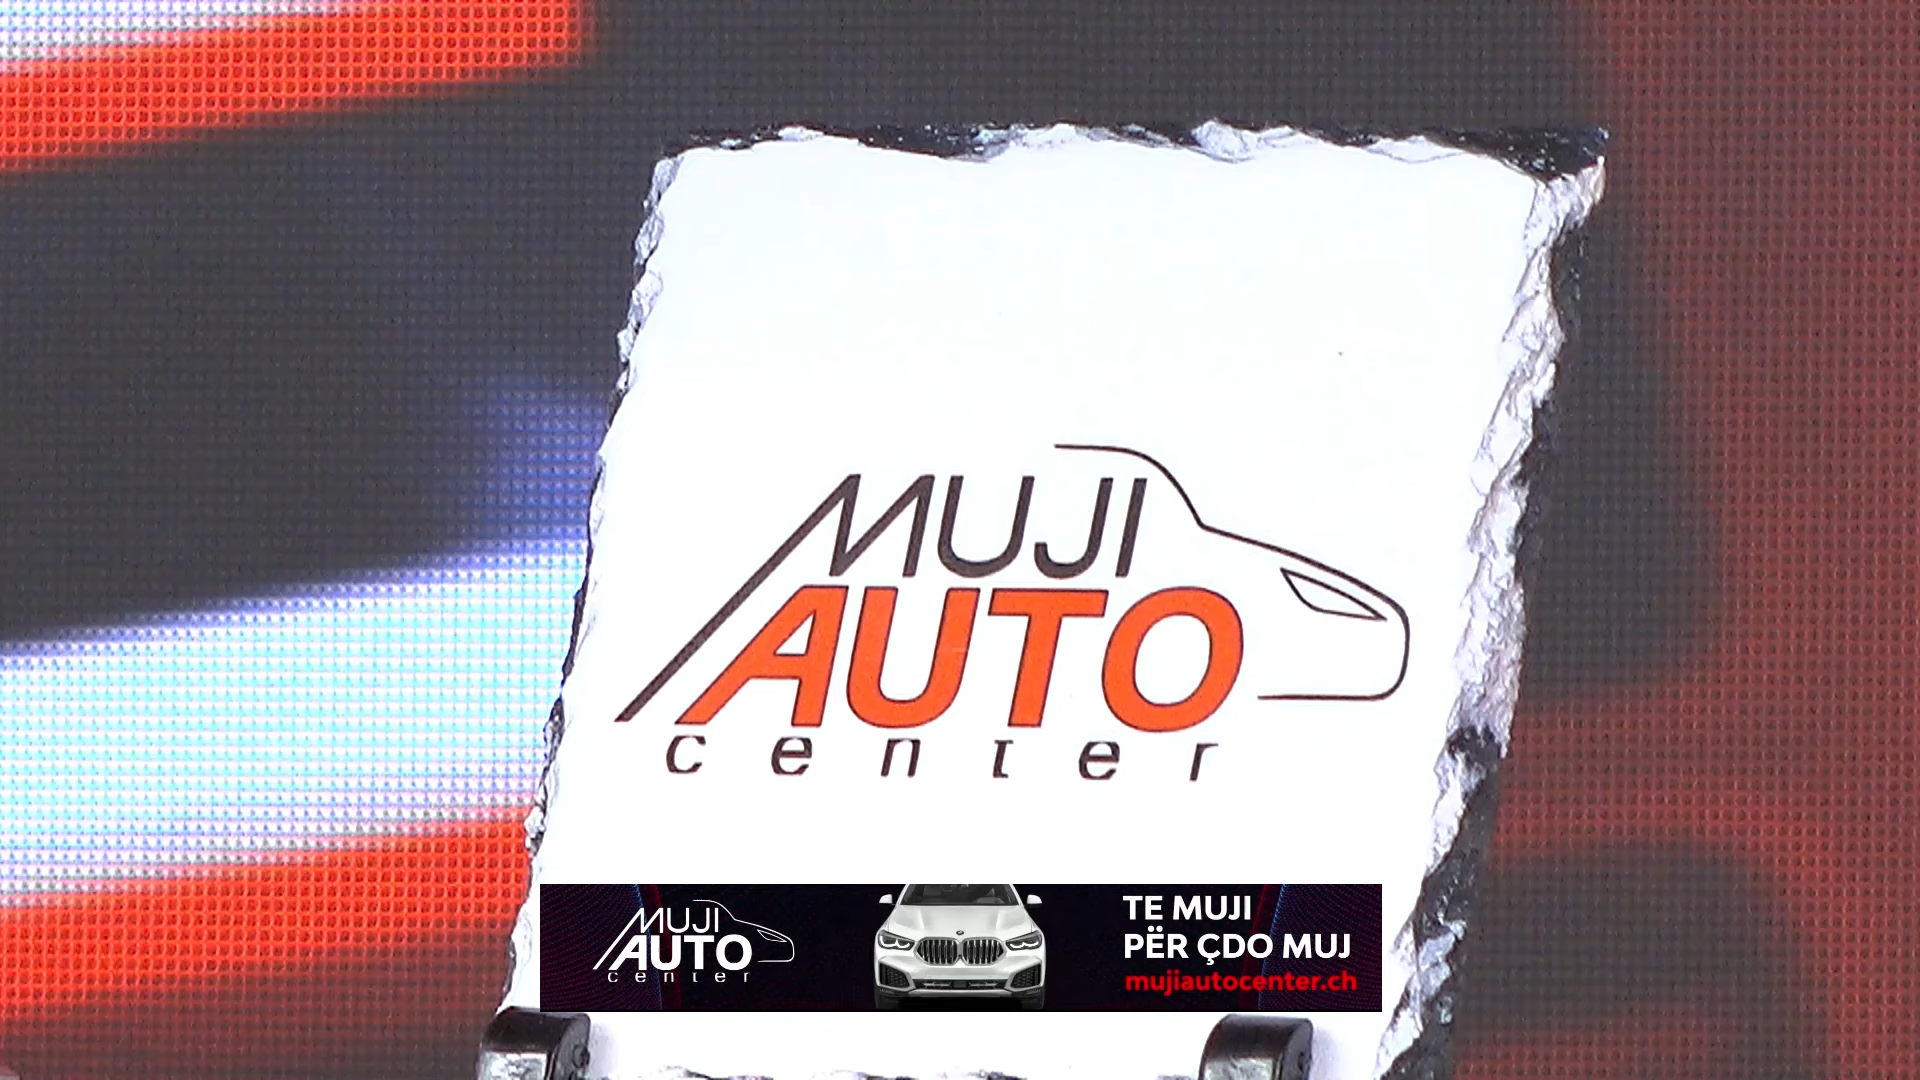 MUJI
AUTO
center
MUJI
AUTO
center
TE MUJI
PËR ÇDO MUJ
mujiautocenter.ch